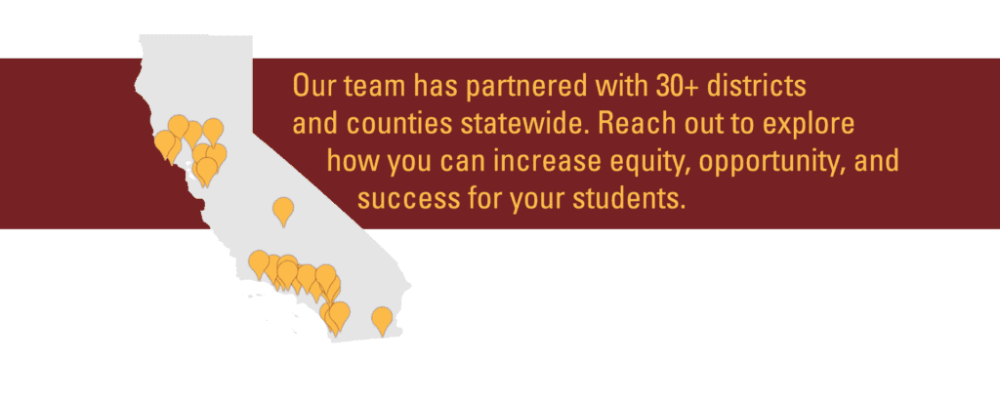 Our team has partnered with 30+ districts
and counties statewide. Reach out to explore
how you can increase equity, opportunity, and
success for your students.